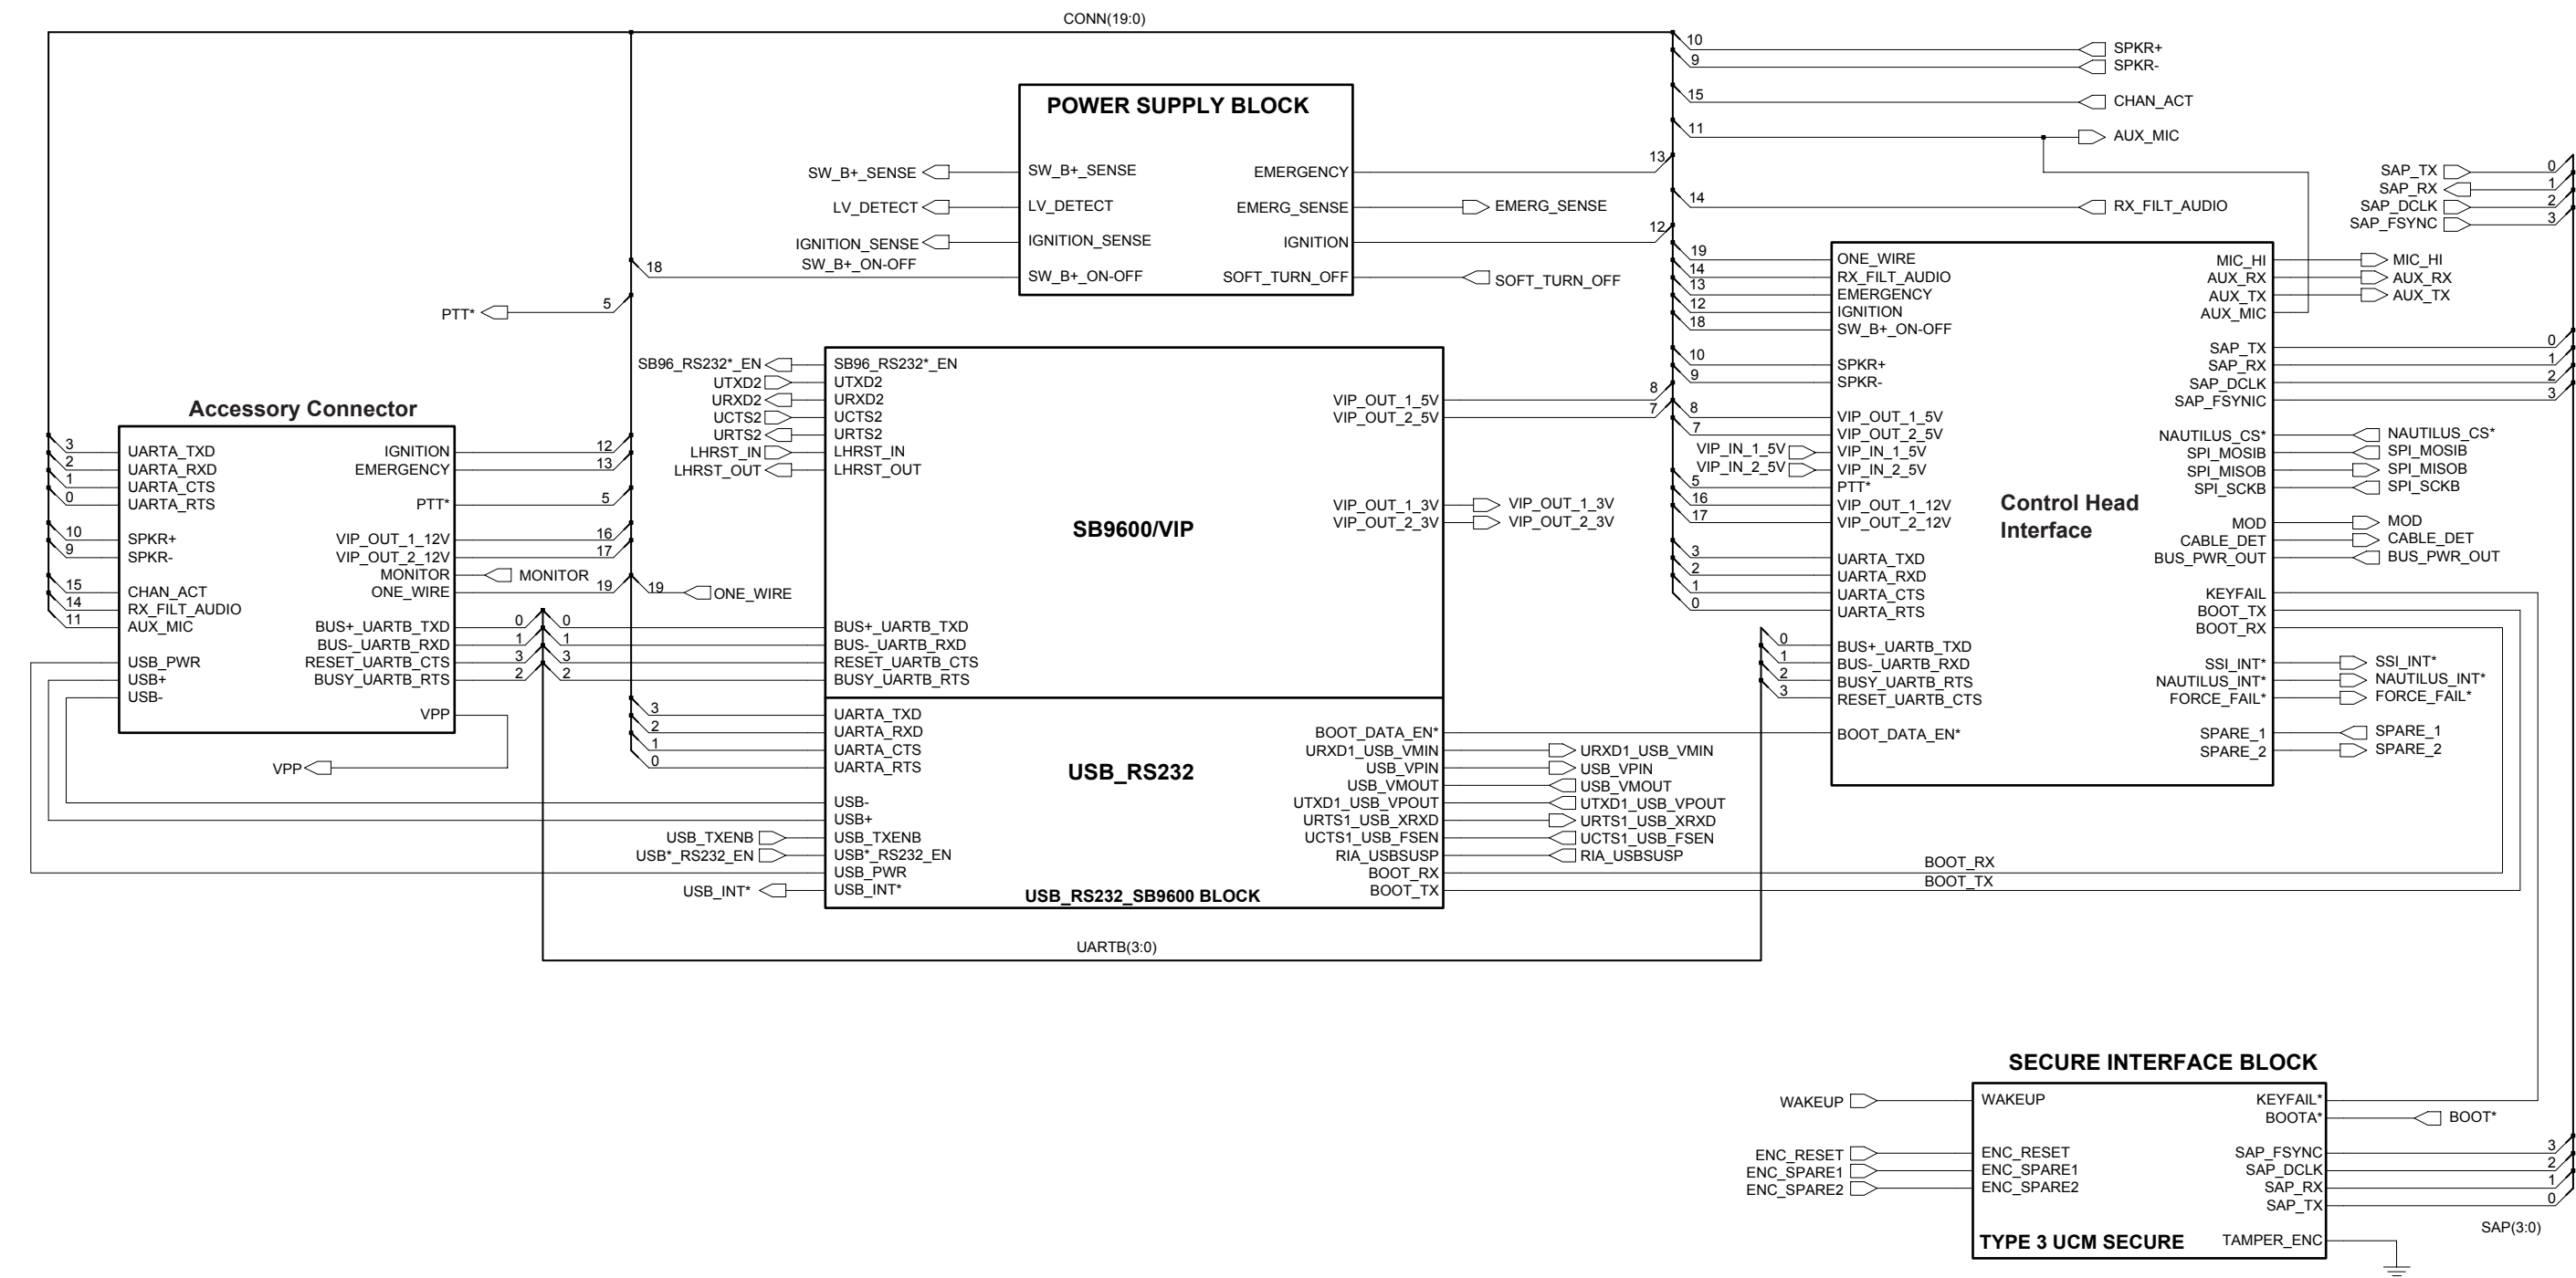 CONN(19:0)
10 SPKR+
9 SPKR-
15 CHAN_ACT
11 AUX_MIC
14 RX_FILT_AUDIO
POWER SUPPLY BLOCK
SW_B+_SENSE SW_B+_SENSE
LV_DETECT LV_DETECT
IGNITION_SENSE IGNITION_SENSE
SW_B+_ON-OFF
18 SW_B+_ON-OFF
EMERGENCY 13
EMERG_SENSE EMERG_SENSE
IGNITION 12
SOFT_TURN_OFF SOFT_TURN_OFF
PTT* 5
SAP_TX 0
SAP_RX 1
SAP_DCLK 2
SAP_FSYNC 3
Accessory Connector
3 UARTA_TXD
2 UARTA_RXD
1 UARTA_CTS
0 UARTA_RTS
10 SPKR+
9 SPKR-
15 CHAN_ACT
14 RX_FILT_AUDIO
11 AUX_MIC
USB_PWR
USB+
USB-
IGNITION 12
EMERGENCY 13
PTT* 5
VIP_OUT_1_12V 16
VIP_OUT_2_12V 17
MONITOR MONITOR
ONE_WIRE 19 19 ONE_WIRE
BUS+_UARTB_TXD 0 0
BUS-_UARTB_RXD 1 1
RESET_UARTB_CTS 3 3
BUSY_UARTB_RTS 2 2
VPP
VPP
SB96_RS232*_EN SB96_RS232*_EN
UTXD2 UTXD2
URXD2 URXD2
UCTS2 UCTS2
URTS2 URTS2
LHRST_IN LHRST_IN
LHRST_OUT LHRST_OUT
SB9600/VIP
VIP_OUT_1_5V 8
VIP_OUT_2_5V 7
VIP_OUT_1_3V VIP_OUT_1_3V
VIP_OUT_2_3V VIP_OUT_2_3V
BUS+_UARTB_TXD
BUS-_UARTB_RXD
RESET_UARTB_CTS
BUSY_UARTB_RTS
3 UARTA_TXD
2 UARTA_RXD
1 UARTA_CTS
0 UARTA_RTS
USB_RS232
USB-
USB+
USB_TXENB USB_TXENB
USB*_RS232_EN USB*_RS232_EN
USB_PWR
USB_INT* USB_INT*
USB_RS232_SB9600 BLOCK
BOOT_DATA_EN*
URXD1_USB_VMIN URXD1_USB_VMIN
USB_VPIN USB_VPIN
USB_VMOUT USB_VMOUT
UTXD1_USB_VPOUT UTXD1_USB_VPOUT
URTS1_USB_XRXD URTS1_USB_XRXD
UCTS1_USB_FSEN UCTS1_USB_FSEN
RIA_USBSUSP RIA_USBSUSP
BOOT_RX BOOT_RX
BOOT_TX BOOT_TX
UARTB(3:0)
19 ONE_WIRE
14 RX_FILT_AUDIO
13 EMERGENCY
12 IGNITION
18 SW_B+_ON-OFF
10 SPKR+
9 SPKR-
8 VIP_OUT_1_5V
7 VIP_OUT_2_5V
VIP_IN_1_5V VIP_IN_1_5V
VIP_IN_2_5V VIP_IN_2_5V
5 PTT*
16 VIP_OUT_1_12V
17 VIP_OUT_2_12V
3 UARTA_TXD
2 UARTA_RXD
1 UARTA_CTS
0 UARTA_RTS
0 BUS+_UARTB_TXD
1 BUS-_UARTB_RXD
2 BUSY_UARTB_RTS
3 RESET_UARTB_CTS
BOOT_DATA_EN*
Control Head
Interface
MIC_HI MIC_HI
AUX_RX AUX_RX
AUX_TX AUX_TX
AUX_MIC
SAP_TX 0
SAP_RX 1
SAP_DCLK 2
SAP_FSYNIC 3
NAUTILUS_CS* NAUTILUS_CS*
SPI_MOSIB SPI_MOSIB
SPI_MISOB SPI_MISOB
SPI_SCKB SPI_SCKB
MOD MOD
CABLE_DET CABLE_DET
BUS_PWR_OUT BUS_PWR_OUT
KEYFAIL
BOOT_TX
BOOT_RX
SSI_INT* SSI_INT*
NAUTILUS_INT* NAUTILUS_INT*
FORCE_FAIL* FORCE_FAIL*
SPARE_1 SPARE_1
SPARE_2 SPARE_2
SECURE INTERFACE BLOCK
WAKEUP WAKEUP
ENC_RESET ENC_RESET
ENC_SPARE1 ENC_SPARE1
ENC_SPARE2 ENC_SPARE2
KEYFAIL*
BOOTA* BOOT*
SAP_FSYNC 3
SAP_DCLK 2
SAP_RX 1
SAP_TX 0
SAP(3:0)
TYPE 3 UCM SECURE TAMPER_ENC